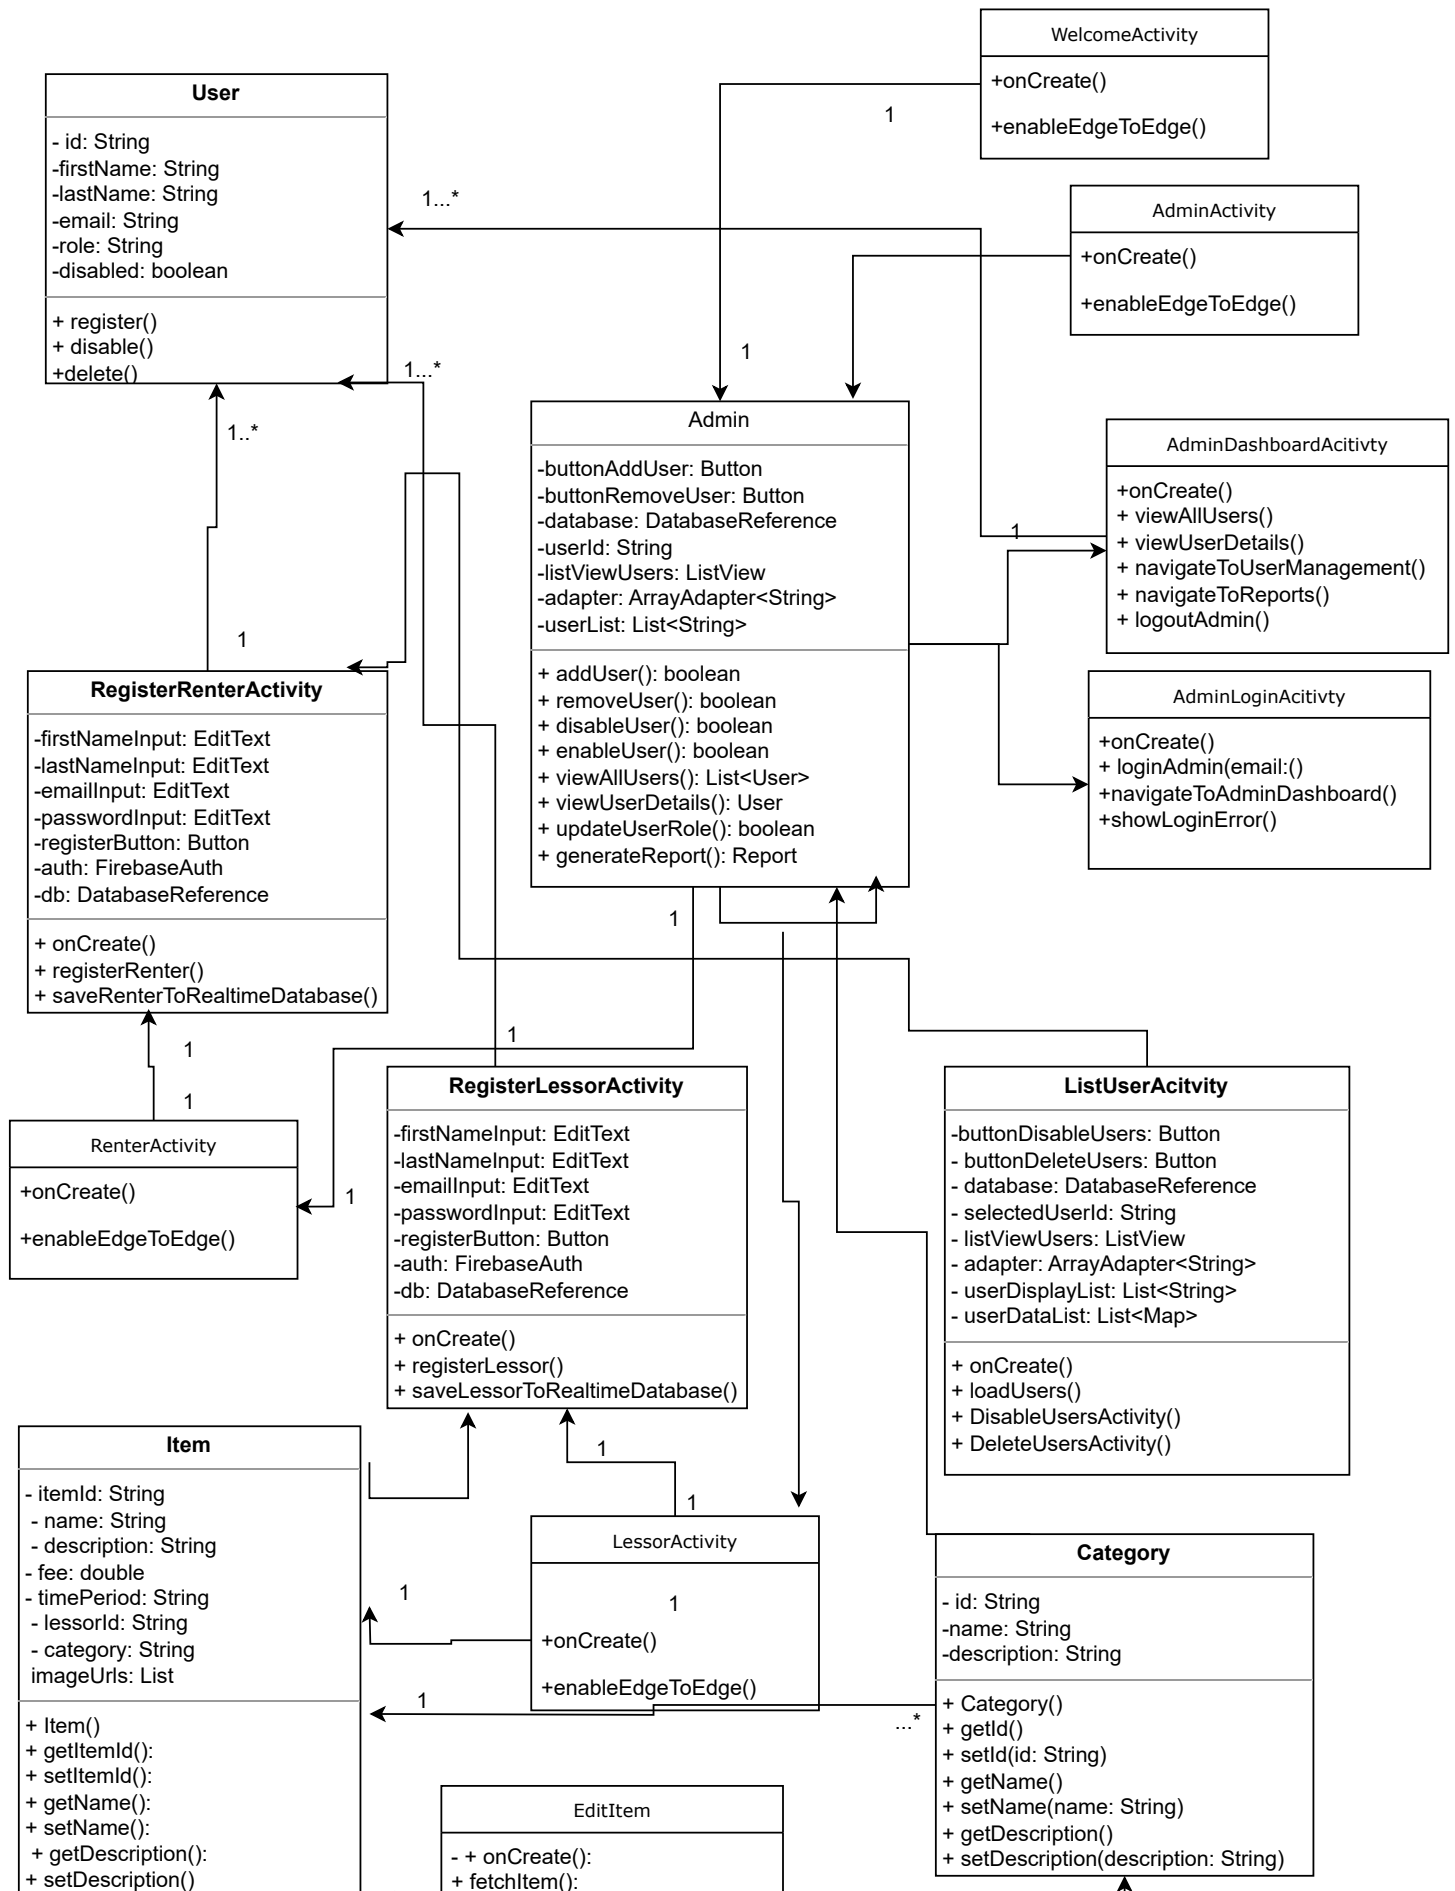 WelcomeActivity
+onCreate()
+enableEdgeToEdge()
1
User
- id: String
-firstName: String
-lastName: String
-email: String
-role: String
-disabled: boolean
+ register()
+ disable()
+delete()
1...*
AdminActivity
+onCreate()
+enableEdgeToEdge()
1
1...*
1..*
Admin
-buttonAddUser: Button
-buttonRemoveUser: Button
-database: DatabaseReference
-userId: String
-listViewUsers: ListView
-adapter: ArrayAdapter<String>
-userList: List<String>
+ addUser(): boolean
+ removeUser(): boolean
+ disableUser(): boolean
+ enableUser(): boolean
+ viewAllUsers(): List<User>
+ viewUserDetails(): User
+ updateUserRole(): boolean
+ generateReport(): Report
AdminDashboardAcitivty
+onCreate()
+ viewAllUsers()
+ viewUserDetails()
+ navigateToUserManagement()
+ navigateToReports()
+ logoutAdmin()
1
1
AdminLoginAcitivty
+onCreate()
+ loginAdmin(email:()
+navigateToAdminDashboard()
+showLoginError()
RegisterRenterActivity
-firstNameInput: EditText
-lastNameInput: EditText
-emailInput: EditText
-passwordInput: EditText
-registerButton: Button
-auth: FirebaseAuth
-db: DatabaseReference
+ onCreate()
+ registerRenter()
+ saveRenterToRealtimeDatabase()
1
1
1
1
RenterActivity
+onCreate()
+enableEdgeToEdge()
1
RegisterLessorActivity
-firstNameInput: EditText
-lastNameInput: EditText
-emailInput: EditText
-passwordInput: EditText
-registerButton: Button
-auth: FirebaseAuth
-db: DatabaseReference
+ onCreate()
+ registerLessor()
+ saveLessorToRealtimeDatabase()
ListUserAcitvity
-buttonDisableUsers: Button
- buttonDeleteUsers: Button
- database: DatabaseReference
- selectedUserId: String
- listViewUsers: ListView
- adapter: ArrayAdapter<String>
- userDisplayList: List<String>
- userDataList: List<Map>
+ onCreate()
+ loadUsers()
+ DisableUsersActivity()
+ DeleteUsersActivity()
1
1
Item
- itemId: String
- name: String
- description: String
- fee: double
- timePeriod: String
- lessorId: String
- category: String
imageUrls: List
+ Item()
+ getItemId():
+ setItemId():
+ getName():
+ setName():
+ getDescription():
+ setDescription()
1
LessorActivity
1
+onCreate()
+enableEdgeToEdge()
1
...*
Category
- id: String
-name: String
-description: String
+ Category()
+ getId()
+ setId(id: String)
+ getName()
+ setName(name: String)
+ getDescription()
+ setDescription(description: String)
EditItem
- + onCreate():
+ fetchItem():